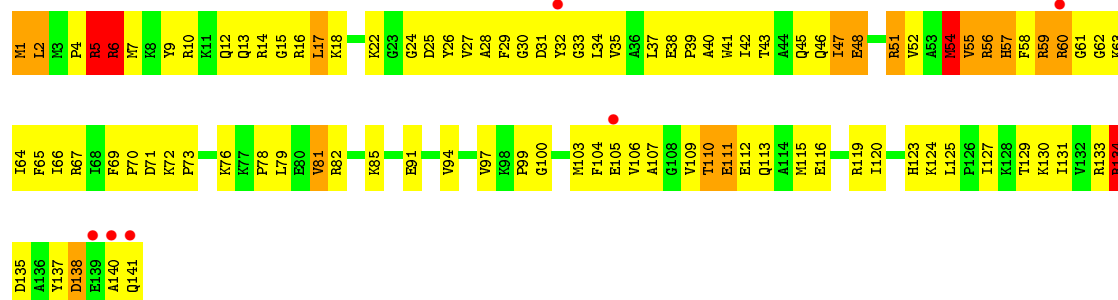 M1 L2 M3 P4 R5 R6 M7 K8 Y9 R10 K11 Q12 Q13 R14 G15 R16 L17 K18 K22 G23 G24 D25 Y26 V27 A28 F29 G30 D31 Y32 G33 L34 V35 A36 L37 E38 P39 A40 W41 I42 T43 A44 Q45 Q46 I47 E48 R51 V52 A53 M54 V55 R56 H57 F58 R59 R60 G61 G62 K63
I64 F65 I66 R67 I68 F69 P70 D71 K72 P73 K76 K77 P78 L79 E80 V81 R82 K85 E91 V94 V97 K98 P99 G100 M103 F104 E105 V106 A107 G108 V109 T110 E111 E112 Q113 A114 M115 E116 R119 I120 H123 K124 L125 P126 I127 K128 T129 K130 I131 V132 R133 R134
D135 A136 Y137 D138 E139 A140 Q141